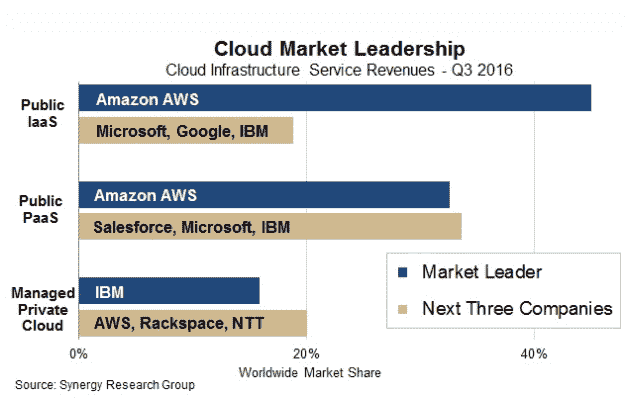 Cloud Market Leadership
Cloud Infrastructure Service Revenues - Q3 2016
Public
IaaS
Amazon AWS
Microsoft, Google, IBM
Public
PaaS
Amazon AWS
Salesforce, Microsoft, IBM
Managed
Private
Cloud
IBM
AWS, Rackspace, NTT
Market Leader
Next Three Companies
0%
20%
40%
Worldwide Market Share
Source: Synergy Research Group